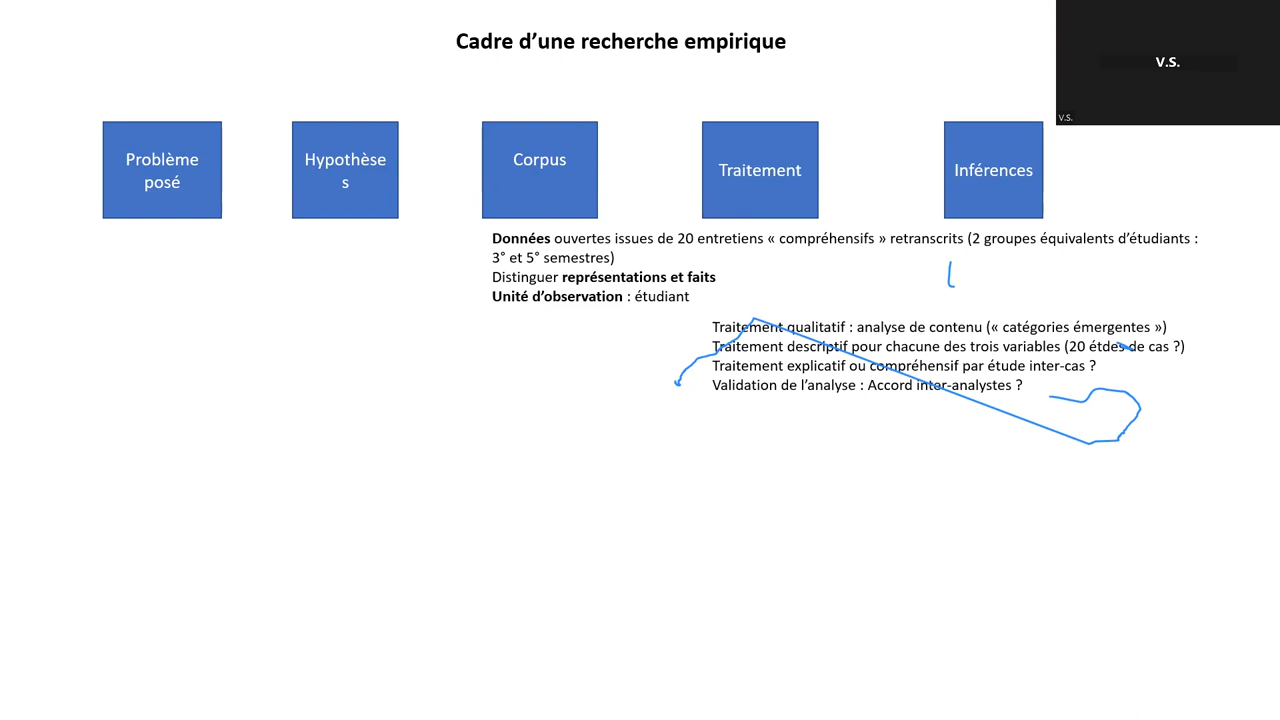 Cadre d’une recherche empirique
V.S.
V.S.
Problème
posé
Hypothèse
s
Corpus
Traitement
Inférences
Données ouvertes issues de 20 entretiens « compréhensifs » retranscrits (2 groupes équivalents d’étudiants :
3° et 5° semestres)
Distinguer représentations et faits
Unité d’observation : étudiant
Traitement qualitatif : analyse de contenu (« catégories émergentes »)
Traitement descriptif pour chacune des trois variables (20 étdes de cas ?)
Traitement explicatif ou compréhensif par étude inter-cas ?
Validation de l’analyse : Accord inter-analystes ?